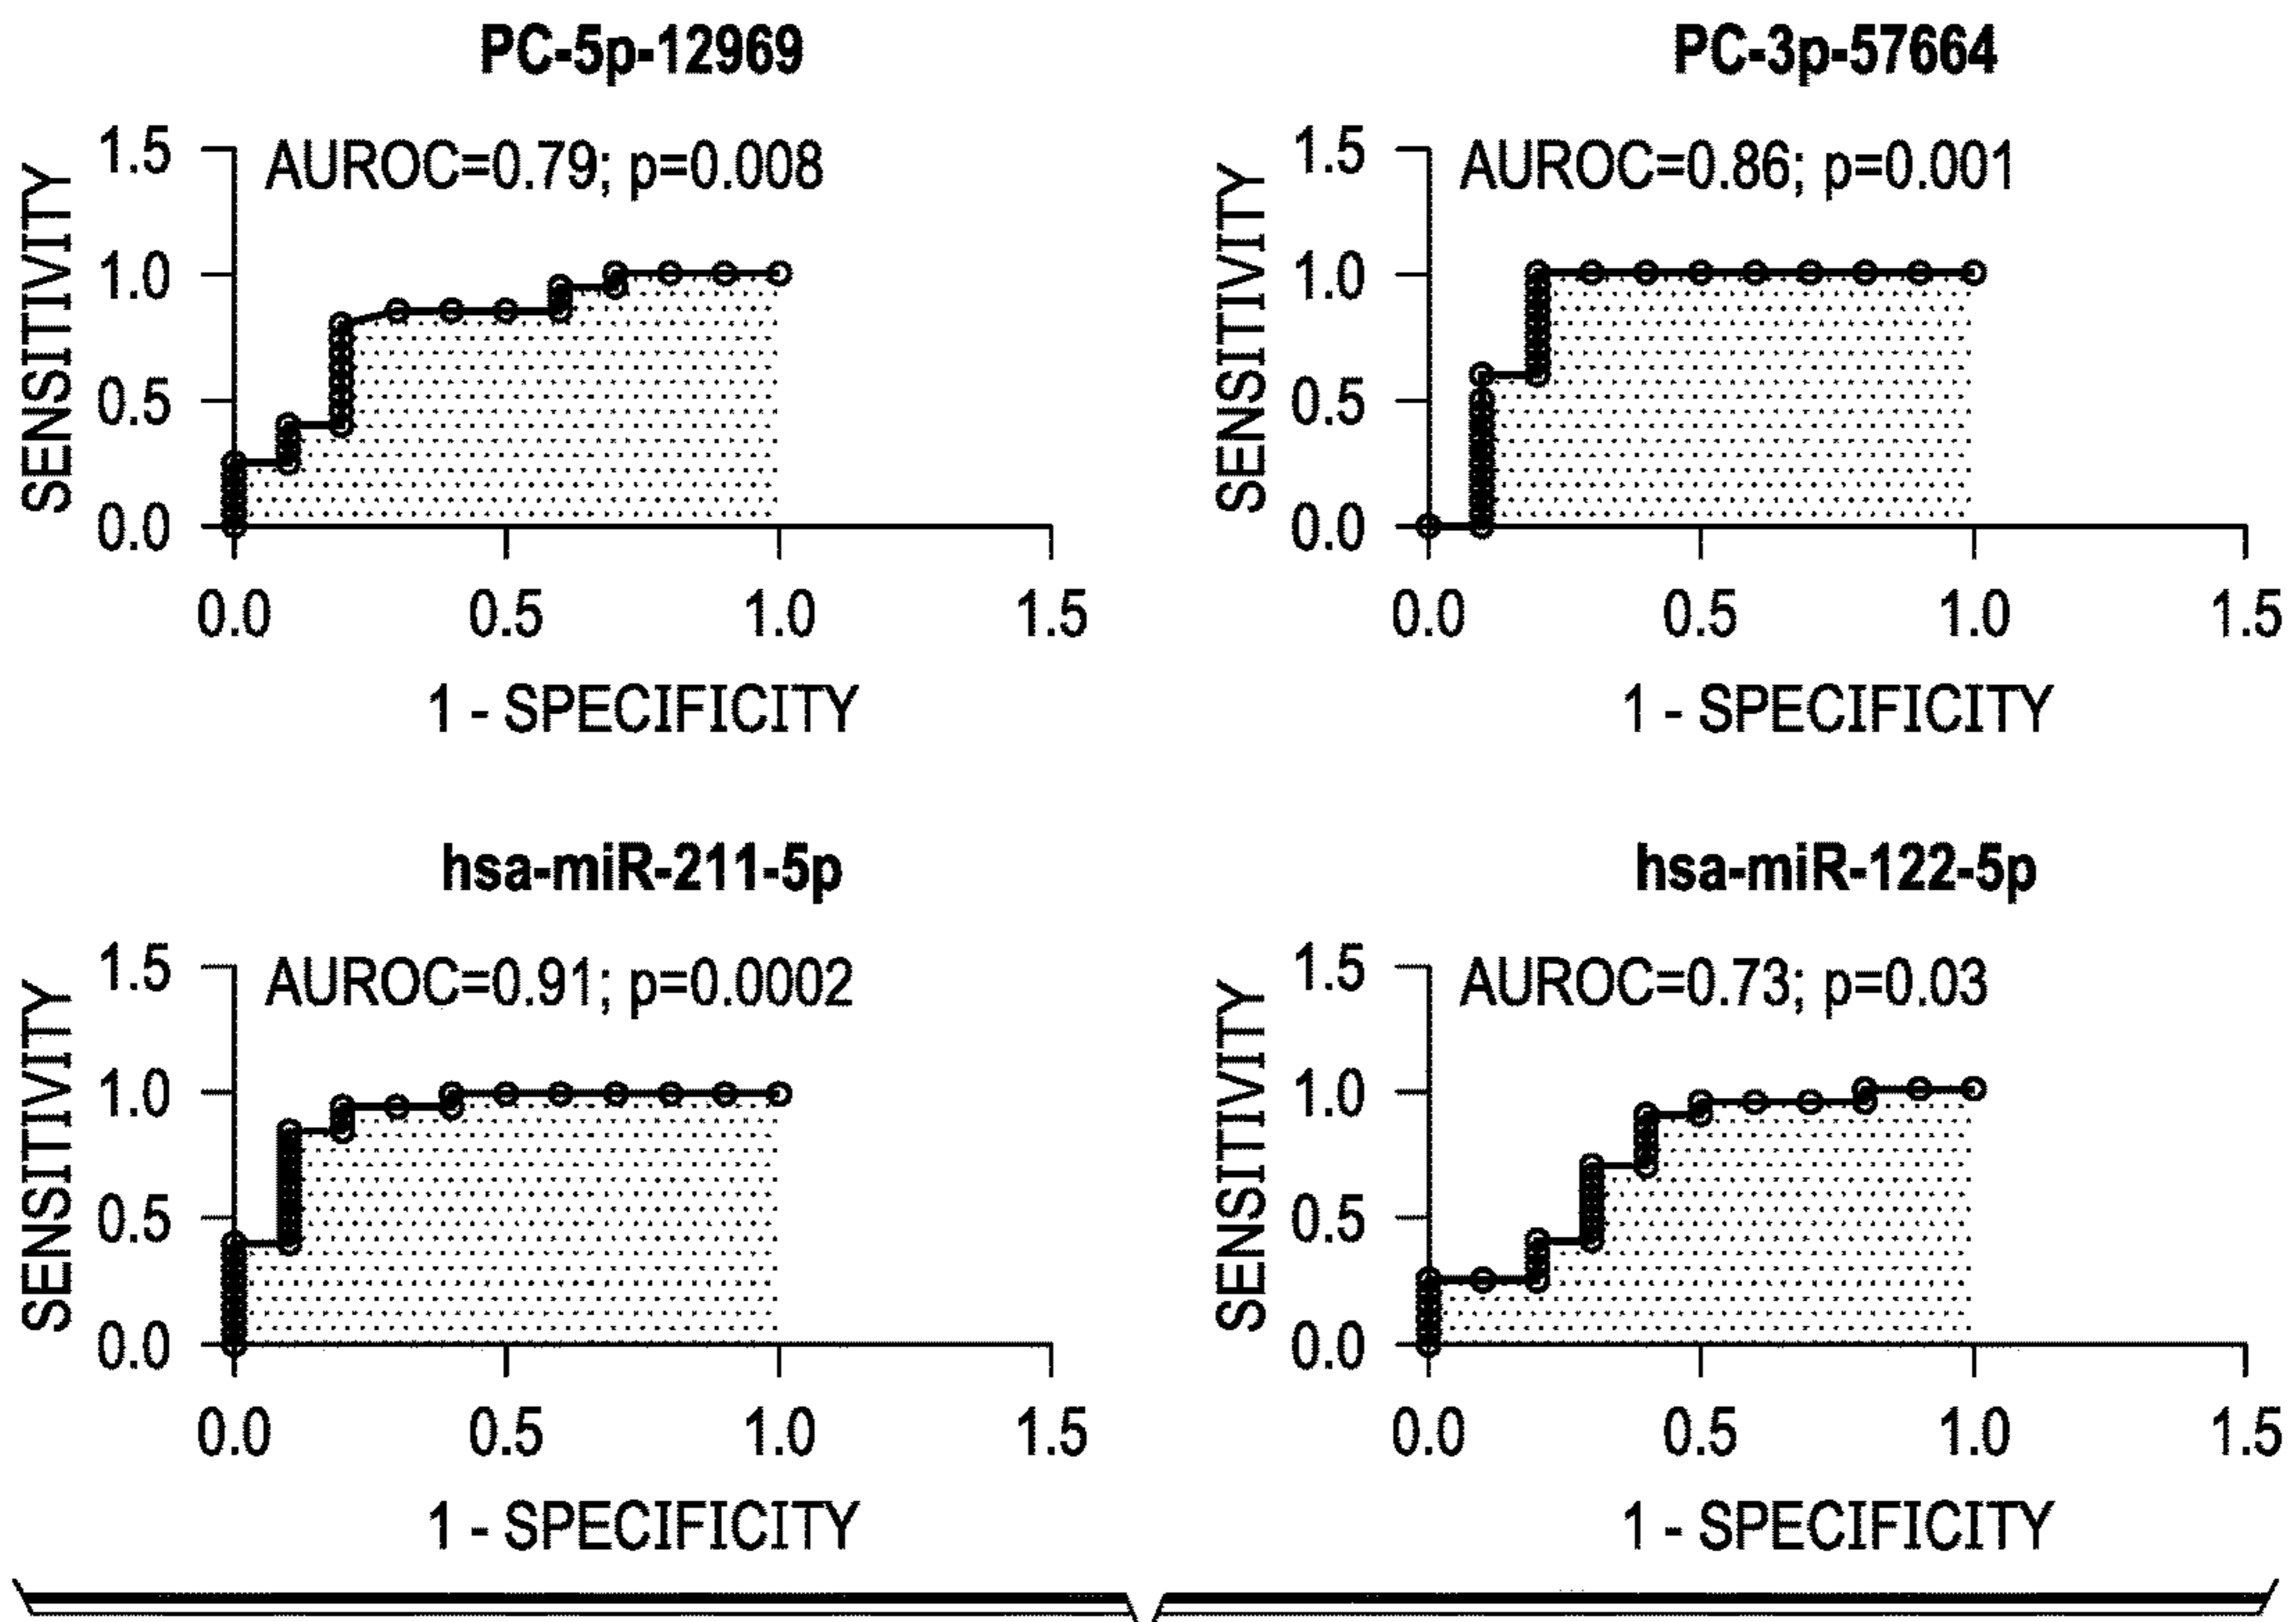 PC-5p-12969
AUROC=0.79; p=0.008
SENSITIVITY
1.5
1.0
0.5
0.0
0.0 0.5 1.0 1.5
1 - SPECIFICITY
PC-3p-57664
AUROC=0.86; p=0.001
SENSITIVITY
1.5
1.0
0.5
0.0
0.0 0.5 1.0 1.5
1 - SPECIFICITY
hsa-miR-211-5p
AUROC=0.91; p=0.0002
SENSITIVITY
1.5
1.0
0.5
0.0
0.0 0.5 1.0 1.5
1 - SPECIFICITY
hsa-miR-122-5p
AUROC=0.73; p=0.03
SENSITIVITY
1.5
1.0
0.5
0.0
0.0 0.5 1.0 1.5
1 - SPECIFICITY